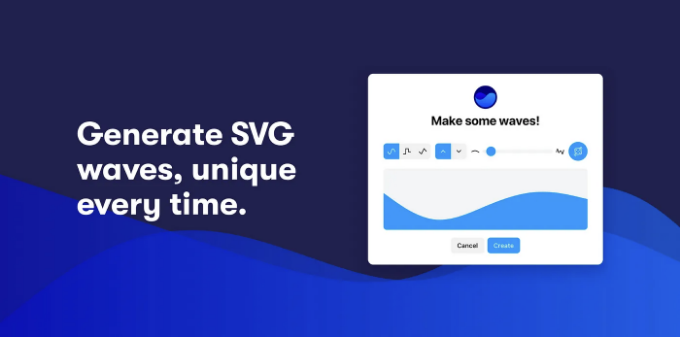 Generate SVG
waves, unique
every time.
Make some waves!
Cancel Create